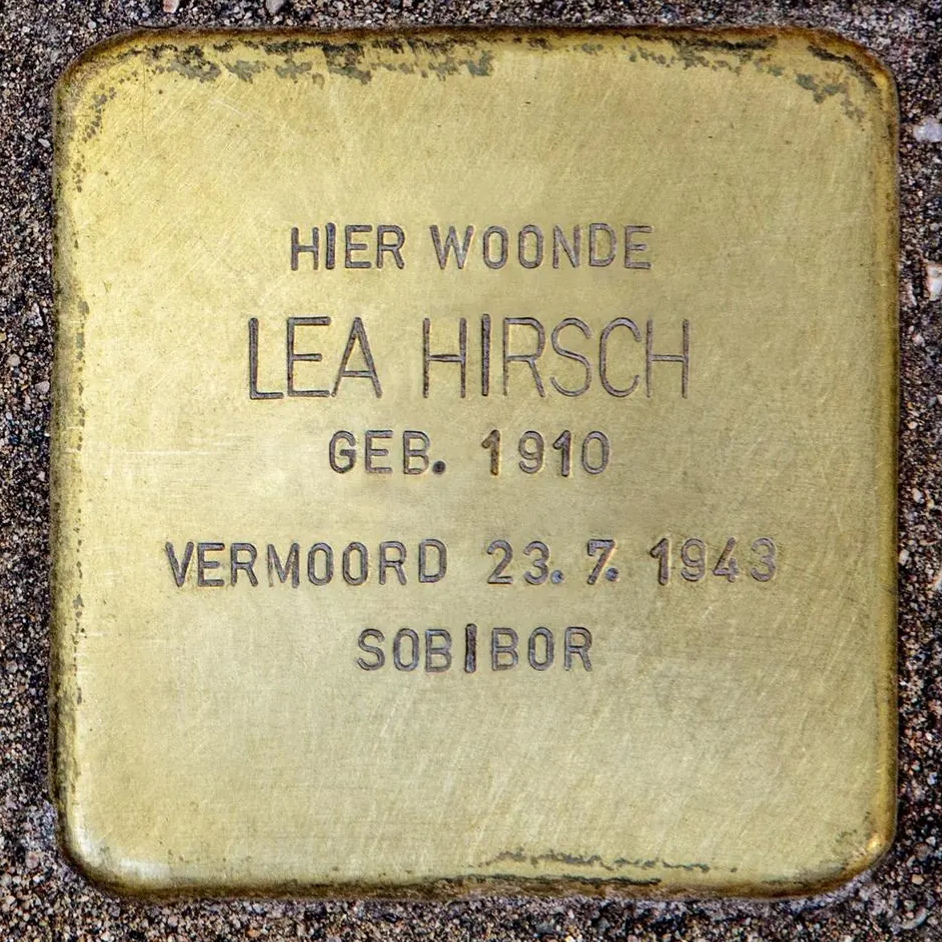 HIER WOONDE
LEA HIRSCH
GEB. 1910
VERMOORD 23.7.1943
SOBIBOR